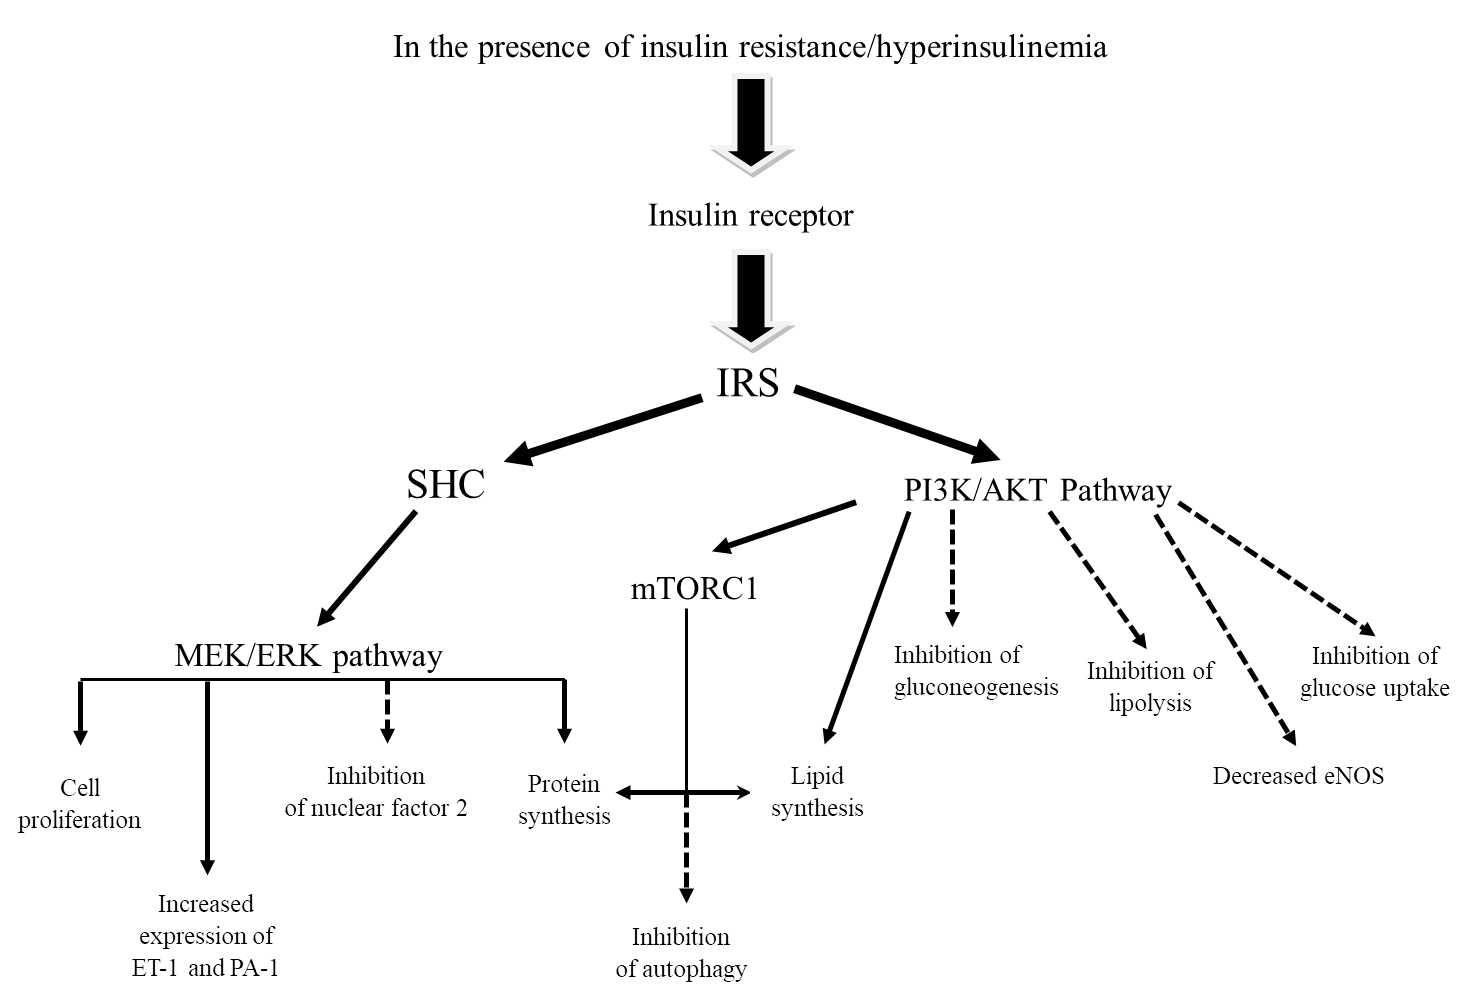 In the presence of insulin resistance/hyperinsulinemia
Insulin receptor
IRS
SHC
PI3K/AKT Pathway
mTORC1
MEK/ERK pathway
Inhibition of
gluconeogenesis
Inhibition of
lipolysis
Inhibition of
glucose uptake
Cell
proliferation
Inhibition
of nuclear factor 2
Protein
synthesis
Lipid
synthesis
Decreased eNOS
Increased
expression of
ET-1 and PA-1
Inhibition
of autophagy